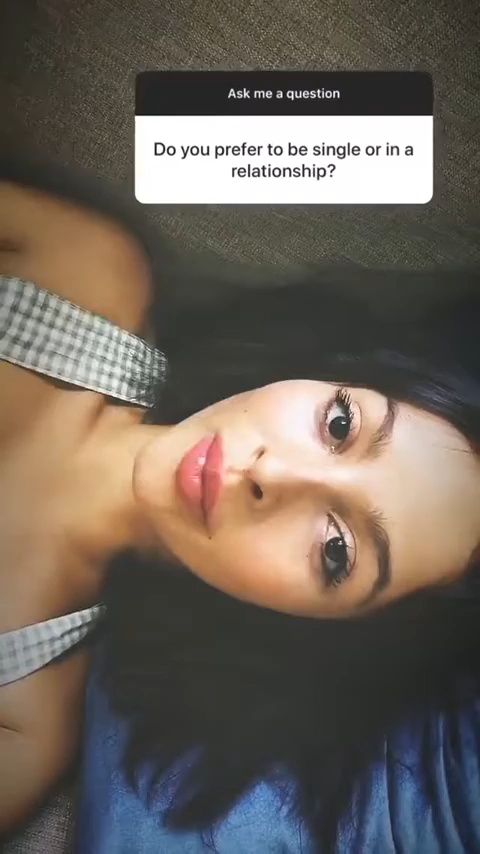 Ask me a question
Do you prefer to be single or in a
relationship?